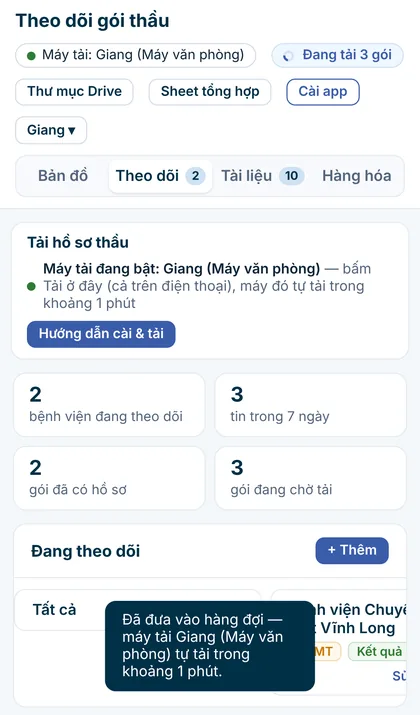 Theo dõi gói thầu
Máy tải: Giang (Máy văn phòng)
Đang tải 3 gói
Thư mục Drive
Sheet tổng hợp
Cài app
Giang ▾
Bản đồ
Theo dõi 2
Tài liệu 10
Hàng hóa
Tải hồ sơ thầu
Máy tải đang bật: Giang (Máy văn phòng) — bấm
Tải ở đây (cả trên điện thoại), máy đó tự tải trong
khoảng 1 phút
Hướng dẫn cài & tải
2
bệnh viện đang theo dõi
3
tin trong 7 ngày
2
gói đã có hồ sơ
3
gói đang chờ tải
Đang theo dõi
+ Thêm
Tất cả
viện Chuyê
Vĩnh Long
MT
Kết quả
Đã đưa vào hàng đợi —
máy tải Giang (Máy văn
phòng) tự tải trong
khoảng 1 phút.